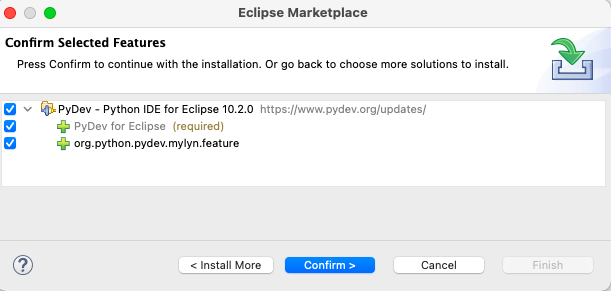 Eclipse Marketplace
Confirm Selected Features
Press Confirm to continue with the installation. Or go back to choose more solutions to install.
PyDev - Python IDE for Eclipse 10.2.0 https://www.pydev.org/updates/
PyDev for Eclipse (required)
org.python.pydev.mylyn.feature
? < Install More Confirm > Cancel Finish